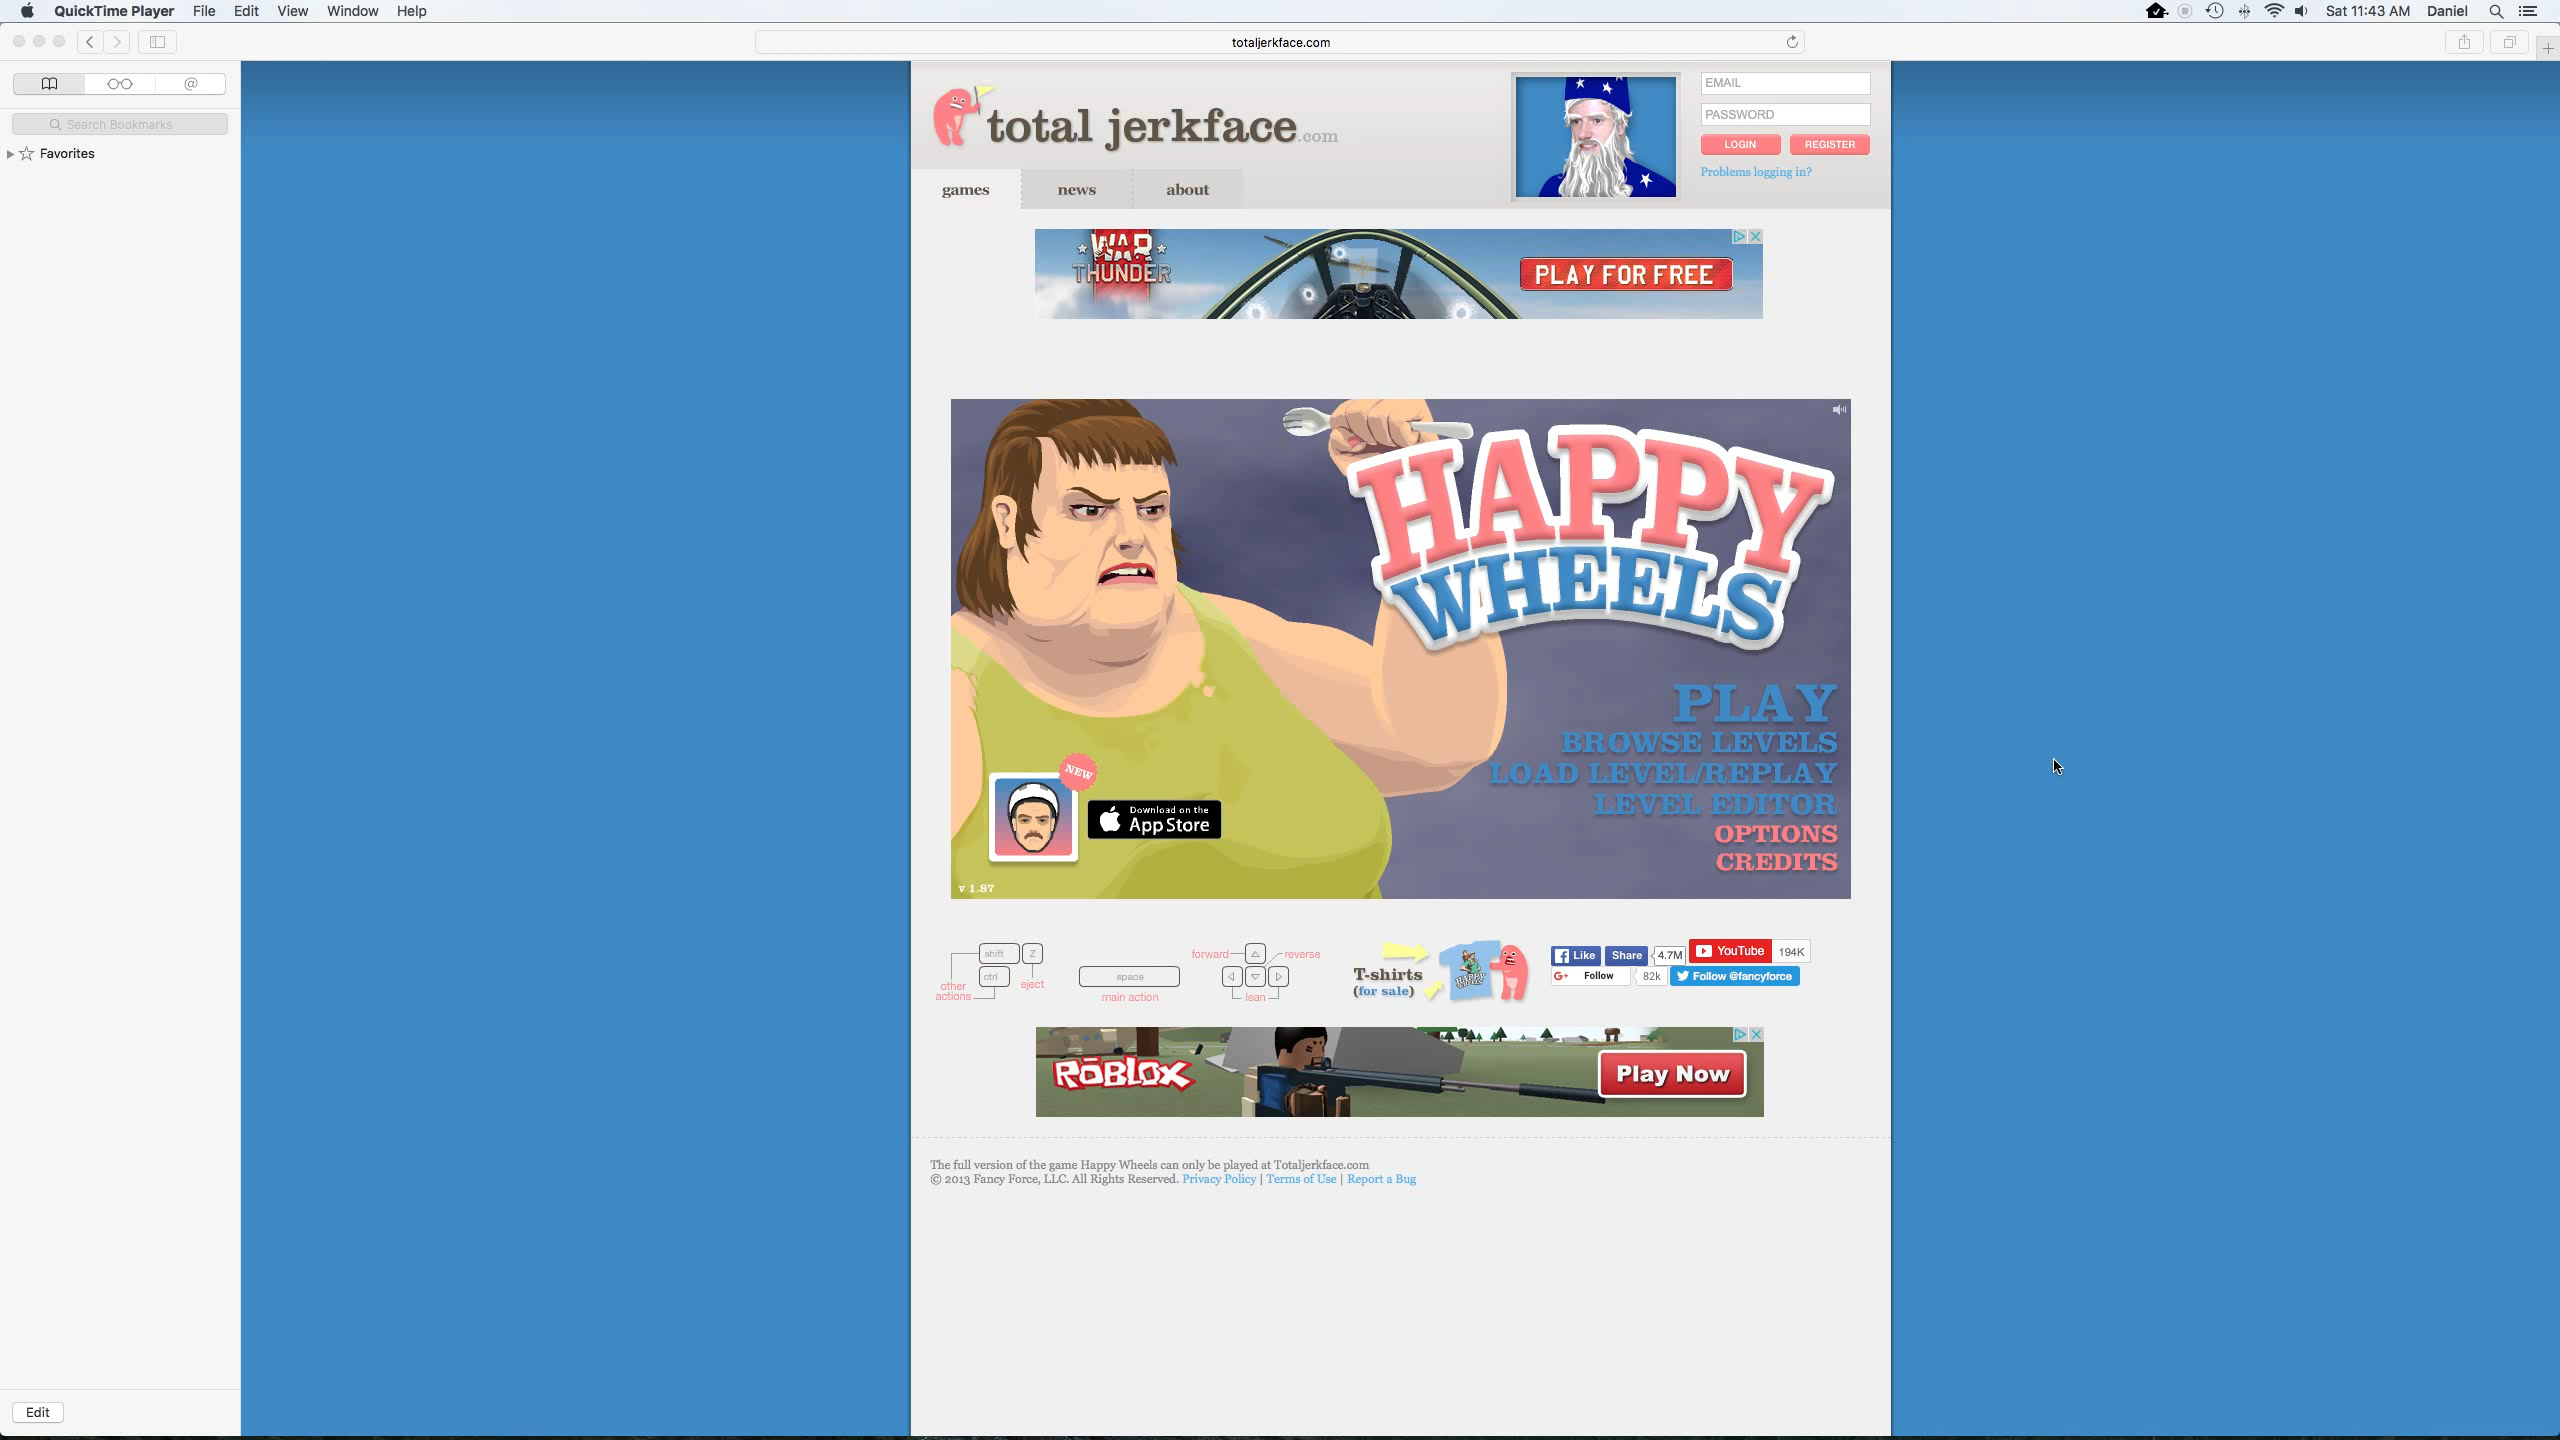 QuickTime Player File Edit View Window Help
Sat 11:43 AM Daniel
totaljerkface.com
@
Search Bookmarks
Favorites
total jerkface.com
EMAIL
PASSWORD
LOGIN REGISTER
Problems logging in?
games news about
WAR THUNDER
PLAY FOR FREE
HAPPY
WHEELS
PLAY
BROWSE LEVELS
LOAD LEVEL/REPLAY
LEVEL EDITOR
OPTIONS
CREDITS
NEW
Download on the
App Store
v 1.87
shift Z
ctrl
other actions
eject
space
main action
forward reverse
lean
T-shirts
(for sale)
HAPPY WHEELS
Like Share 4.7M YouTube 194K
G+ Follow 82k Follow @fancyforce
ROBLOX
Play Now
The full version of the game Happy Wheels can only be played at Totaljerkface.com
© 2013 Fancy Force, LLC. All Rights Reserved. Privacy Policy | Terms of Use | Report a Bug
Edit